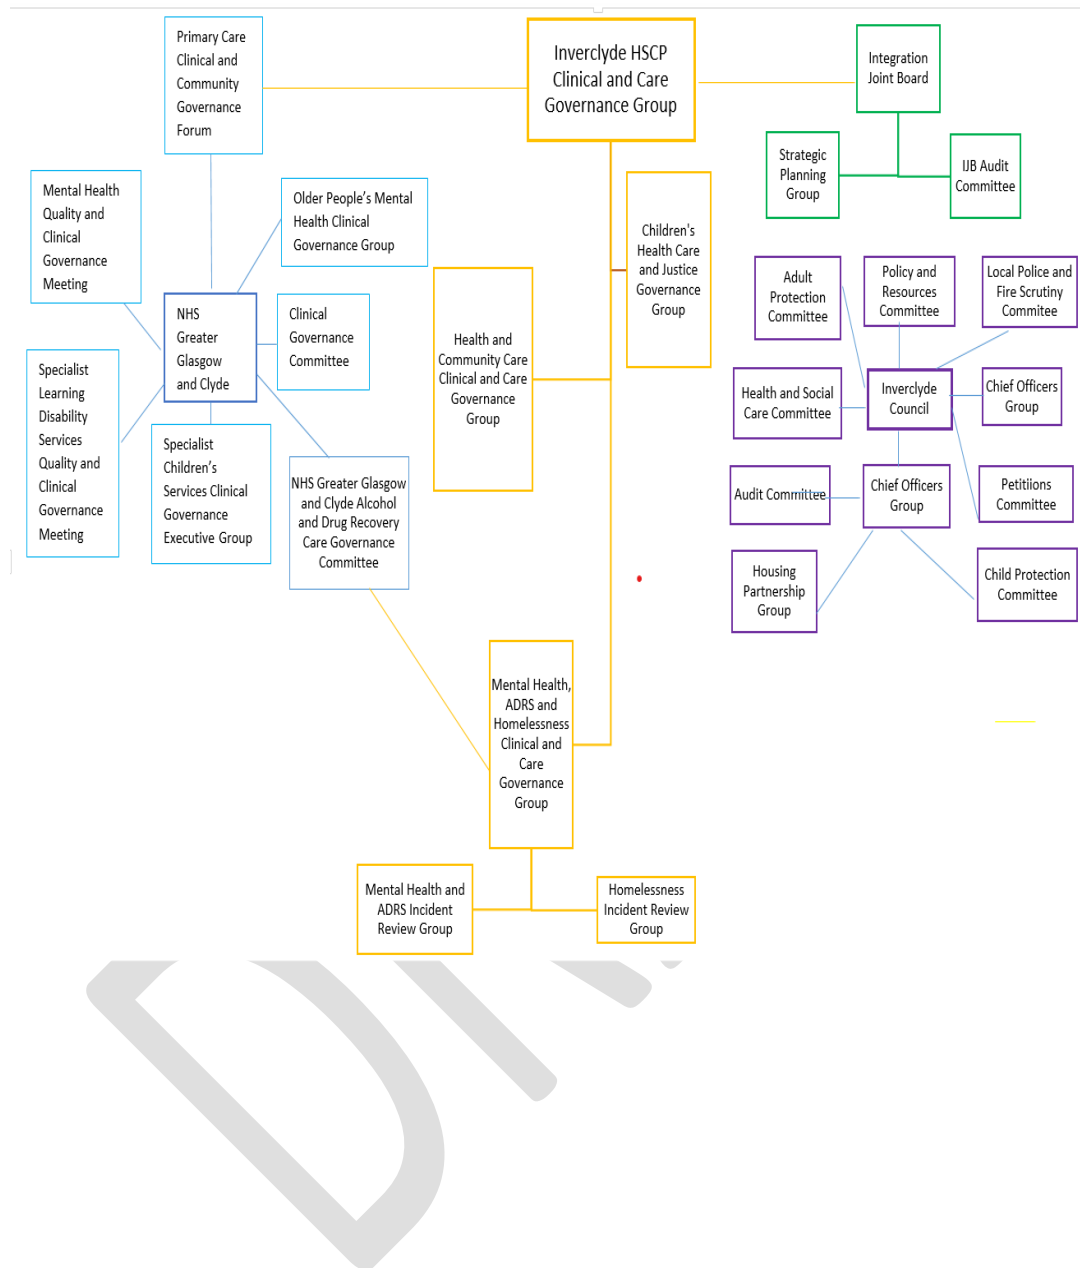 Primary Care
Clinical and
Community
Governance
Forum
Inverclyde HSCP
Clinical and Care
Governance Group
Integration
Joint Board
Strategic
Planning
Group
IJB Audit
Committee
Mental Health
Quality and
Clinical
Governance
Meeting
Older People's Mental
Health Clinical
Governance Group
Children's
Health Care
and Justice
Governance
Group
Adult
Protection
Committee
Policy and
Resources
Committee
Local Police and
Fire Scrutiny
Commitee
NHS
Greater
Glasgow
and Clyde
Clinical
Governance
Committee
Health and
Community Care
Clinical and Care
Governance
Group
Health and Social
Care Committee
Inverclyde
Council
Chief Officers
Group
Specialist
Learning
Disability
Services
Quality and
Clinical
Governance
Meeting
Specialist
Children's
Services Clinical
Governance
Executive Group
NHS Greater Glasgow
and Clyde Alcohol
and Drug Recovery
Care Governance
Committee
Audit Committee
Chief Officers
Group
Petitiions
Committee
Housing
Partnership
Group
Child Protection
Committee
Mental Health,
ADRS and
Homelessness
Clinical and
Care
Governance
Group
Mental Health and
ADRS Incident
Review Group
Homelessness
Incident Review
Group